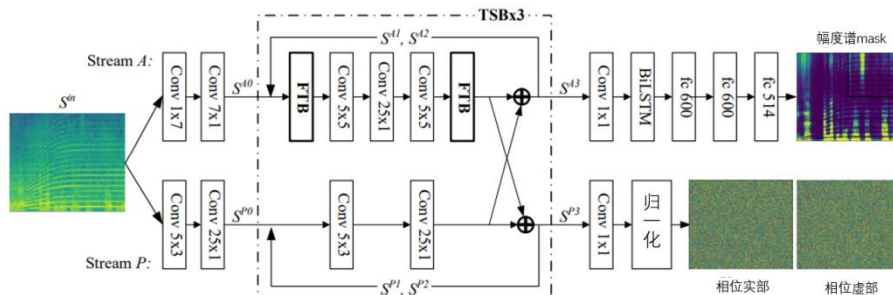 TSBx3
幅度谱mask
Stream A:
S^{A1}, S^{A2}
S^{in}
Conv 1x7
Conv 7x1
S^{A0}
FTB
Conv 5x5
Conv 25x1
Conv 5x5
FTB
S^{A3}
Conv 1x1
BiLSTM
fc 600
fc 600
fc 514
Conv 5x3
Conv 25x1
S^{P0}
Conv 5x3
Conv 25x1
S^{P3}
Conv 1x1
归一化
Stream P:
S^{P1}, S^{P2}
相位实部
相位虚部